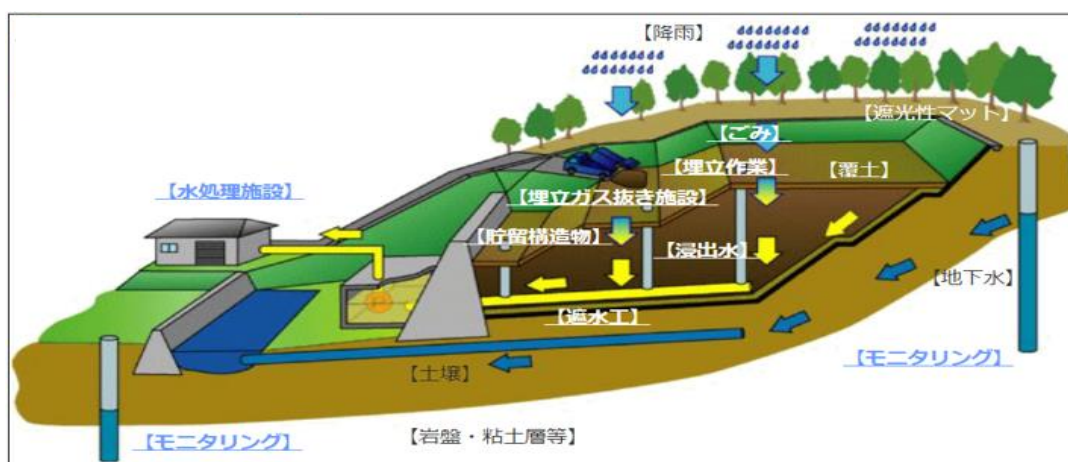 【降雨】
【遮光性マット】
【ごみ】
【埋立作業】
【覆土】
【水処理施設】
【埋立ガス抜き施設】
【貯留構造物】
【浸出水】
【地下水】
【遮水工】
【モニタリング】
【土壌】
【モニタリング】
【岩盤・粘土層等】